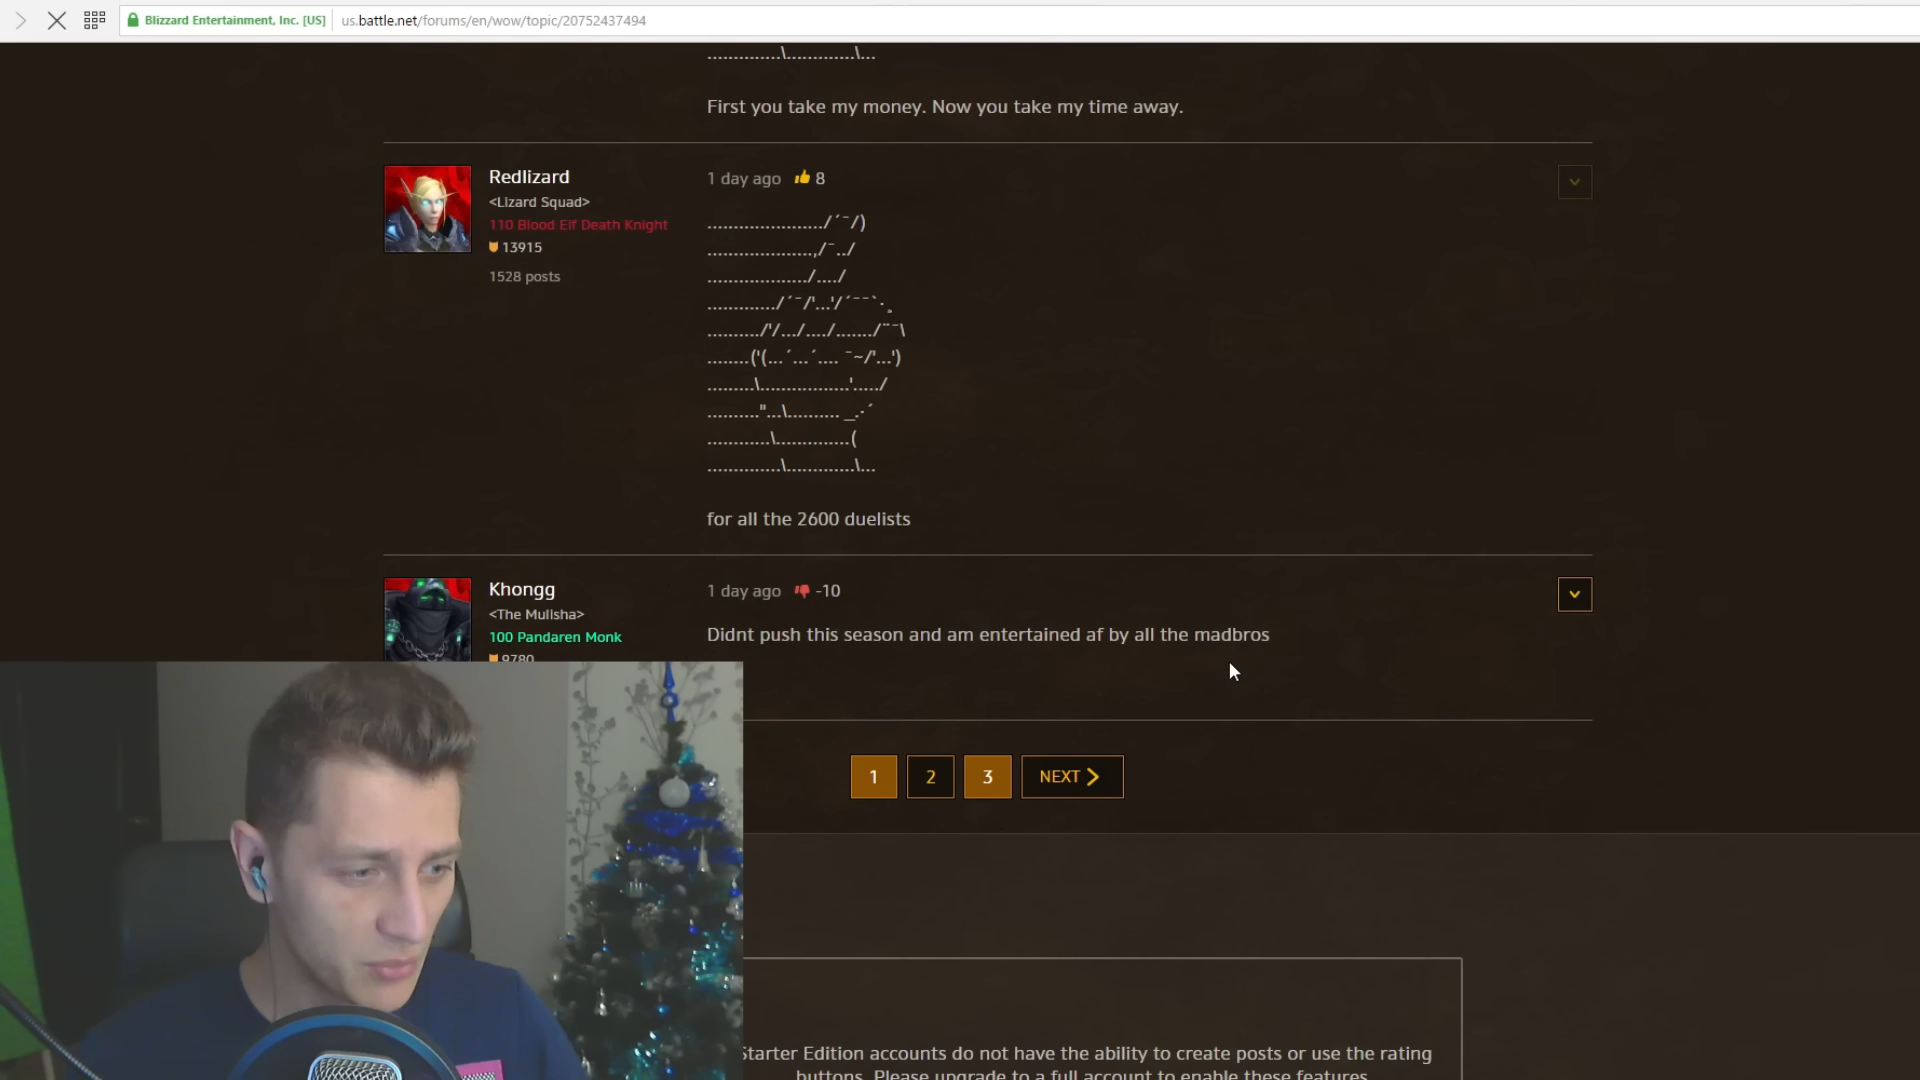 Blizzard Entertainment, Inc. [US] us.battle.net/forums/en/wow/topic/20752437494
..............\.............\...
First you take my money. Now you take my time away.
Redlizard
1 day ago 8
<Lizard Squad>
110 Blood Elf Death Knight
13915
1528 posts
....................../´¯/)
....................,/¯../
.................../..../
............./´¯/'...'/´¯¯`·¸
........../'/.../..../......./¨¯\
........('(...´...´.... ¯~/'...')
.........\.................'...../
..........''...\.......... _.·´
............\..............(
..............\.............\...
for all the 2600 duelists
Khongg
1 day ago -10
<The Mullsha>
100 Pandaren Monk
Didnt push this season and am entertained af by all the madbros
9780
1 2 3 NEXT
Starter Edition accounts do not have the ability to create posts or use the rating
buttons. Please upgrade to a full account to enable these features.